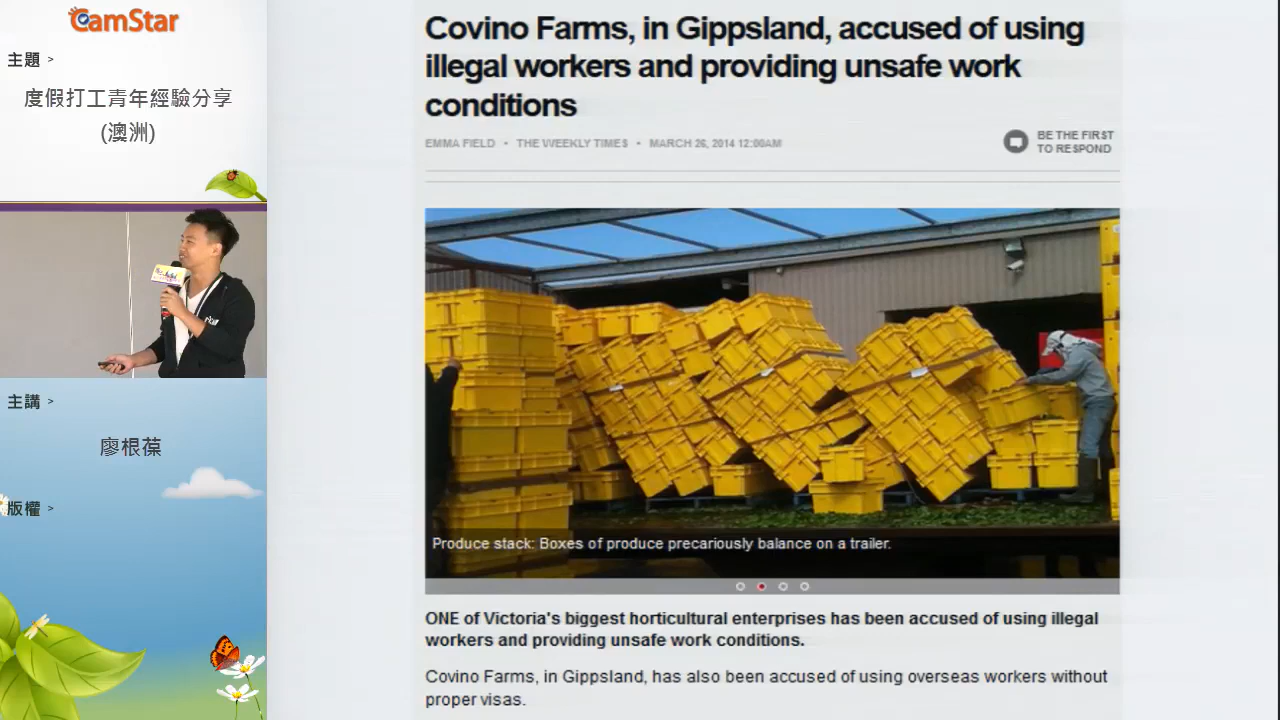 CamStar
主題 >
度假打工青年經驗分享
(澳洲)
主講 >
廖根葆
版權 >
Covino Farms, in Gippsland, accused of using
illegal workers and providing unsafe work
conditions
EMMA FIELD • THE WEEKLY TIMES • MARCH 26, 2014 12:00AM
BE THE FIRST
TO RESPOND
Produce stack: Boxes of produce precariously balance on a trailer.
ONE of Victoria's biggest horticultural enterprises has been accused of using illegal
workers and providing unsafe work conditions.
Covino Farms, in Gippsland, has also been accused of using overseas workers without
proper visas.